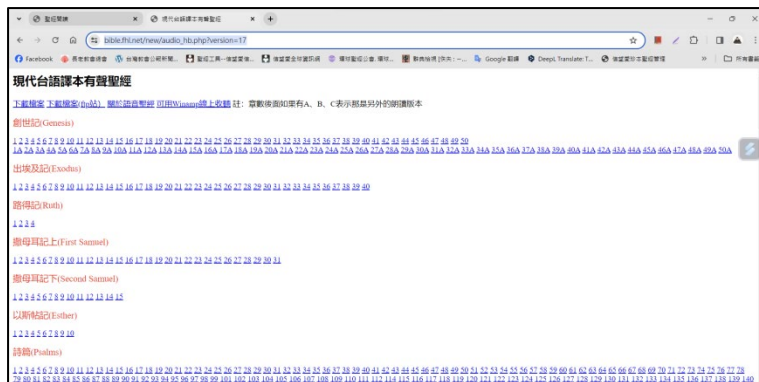 聖經閱讀
現代台語譯本有聲聖經
bible.fhl.net/new/audio_hb.php?version=17
Facebook
Google 翻譯
DeepL Translate: T...
現代台語譯本有聲聖經
下載檔案 下載檔案(ftp站) 關於語音聖經 可用Winamp線上收聽 註：章數後面如果有A、B、C表示都是另外的朗讀版本
創世記(Genesis)
1 2 3 4 5 6 7 8 9 10 11 12 13 14 15 16 17 18 19 20 21 22 23 24 25 26 27 28 29 30 31 32 33 34 35 36 37 38 39 40 41 42 43 44 45 46 47 48 49 50
1A 2A 3A 4A 5A 6A 7A 8A 9A 10A 11A 12A 13A 14A 15A 16A 17A 18A 19A 20A 21A 22A 23A 24A 25A 26A 27A 28A 29A 30A 31A 32A 33A 34A 35A 36A 37A 38A 39A 40A 41A 42A 43A 44A 45A 46A 47A 48A 49A 50A
出埃及記(Exodus)
1 2 3 4 5 6 7 8 9 10 11 12 13 14 15 16 17 18 19 20 21 22 23 24 25 26 27 28 29 30 31 32 33 34 35 36 37 38 39 40
路得記(Ruth)
1 2 3 4
撒母耳記上(First Samuel)
1 2 3 4 5 6 7 8 9 10 11 12 13 14 15 16 17 18 19 20 21 22 23 24 25 26 27 28 29 30 31
撒母耳記下(Second Samuel)
1 2 3 4 5 6 7 8 9 10 11 12 13 14 15
以斯帖記(Esther)
1 2 3 4 5 6 7 8 9 10
詩篇(Psalms)
1 2 3 4 5 6 7 8 9 10 11 12 13 14 15 16 17 18 19 20 21 22 23 24 25 26 27 28 29 30 31 32 33 34 35 36 37 38 39 40 41 42 43 44 45 46 47 48 49 50 51 52 53 54 55 56 57 58 59 60 61 62 63 64 65 66 67 68 69 70 71 72 73 74 75 76 77 78
79 80 81 82 83 84 85 86 87 88 89 90 91 92 93 94 95 96 97 98 99 100 101 102 103 104 105 106 107 108 109 110 111 112 113 114 115 116 117 118 119 120 121 122 123 124 125 126 127 128 129 130 131 132 133 134 135 136 137 138 139 140